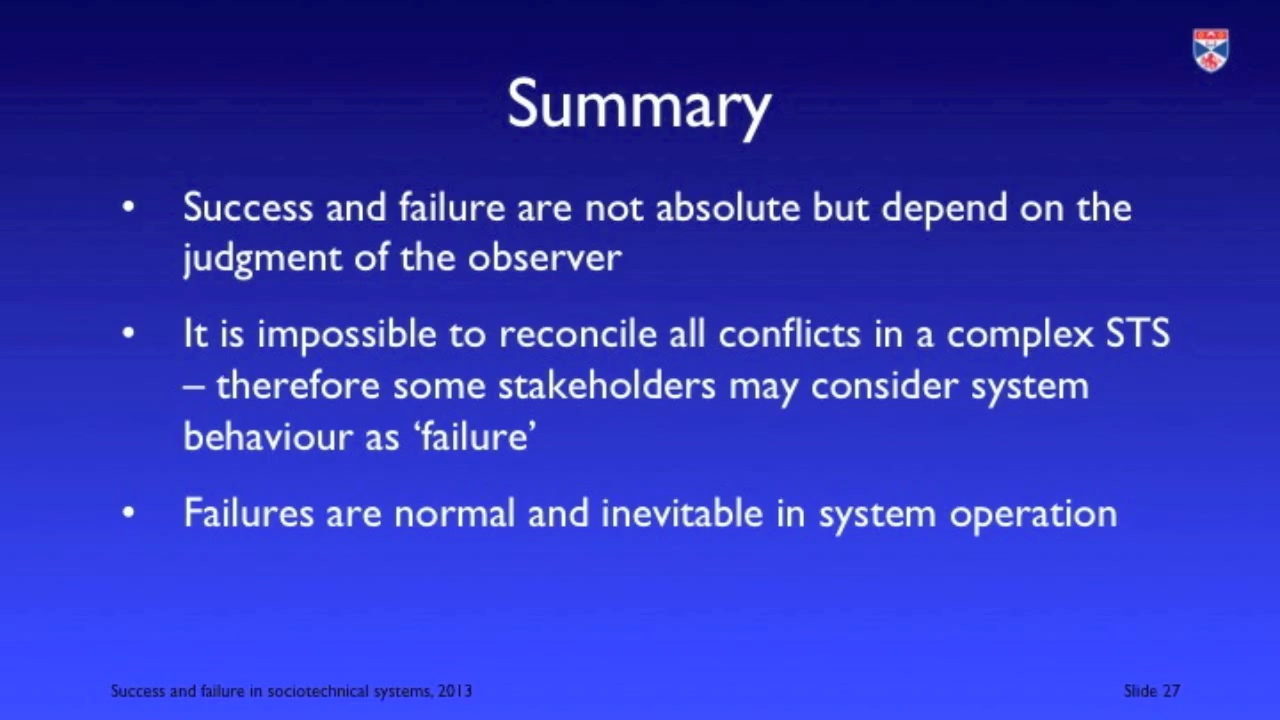 Summary
• Success and failure are not absolute but depend on the
judgment of the observer
• It is impossible to reconcile all conflicts in a complex STS
– therefore some stakeholders may consider system
behaviour as ‘failure’
• Failures are normal and inevitable in system operation
Success and failure in sociotechnical systems, 2013
Slide 27